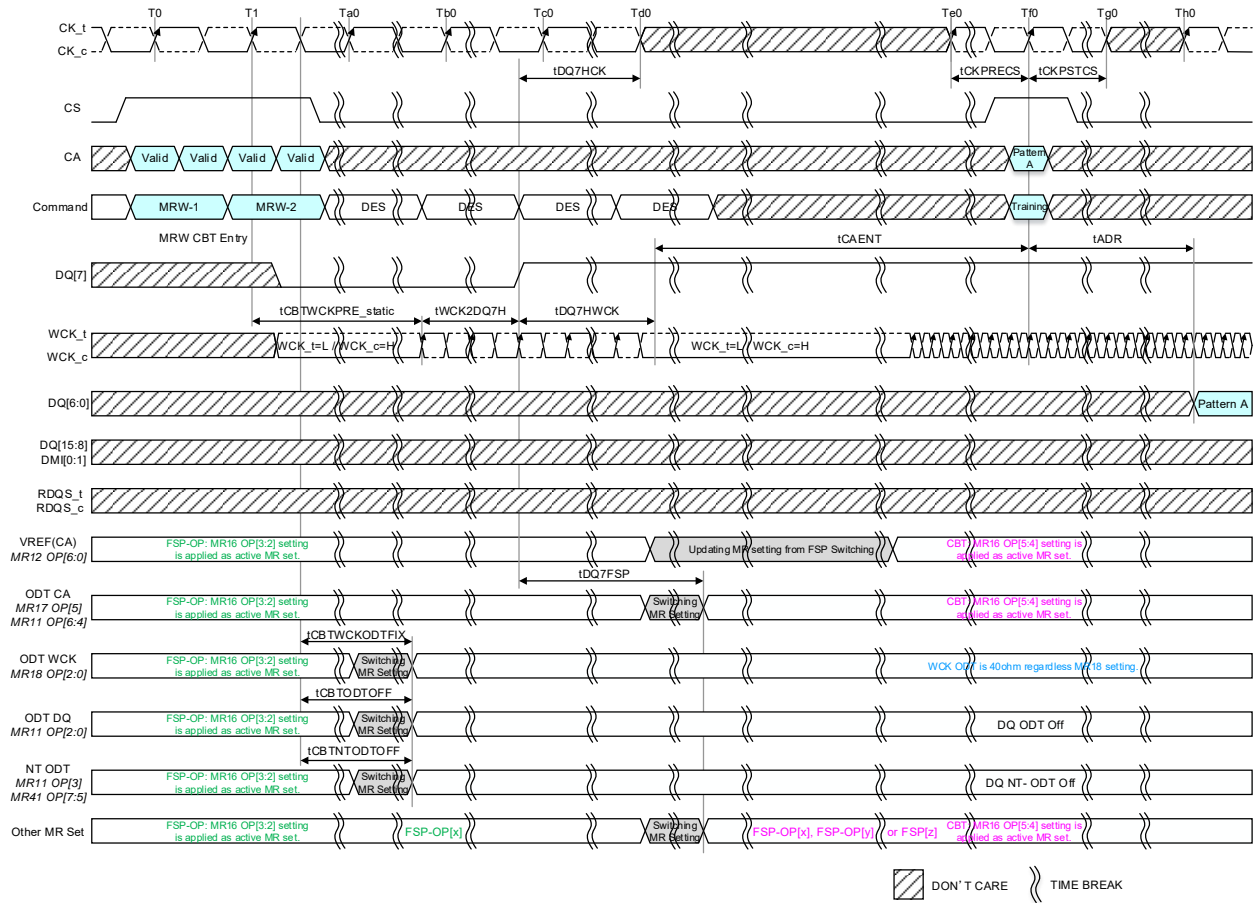 T0 T1 Ta0 Tb0 Tc0 Td0 Te0 Tf0 Tg0 Th0
CK_t
CK_c
tDQ7HCK tCKPRECS tCKPSTCS
CS
CA Valid Valid Valid Valid Pattern
A
Command MRW-1 MRW-2 DES DES DES DES Training
MRW CBT Entry tCAENT tADR
DQ[7]
tCBTWCKPRE_static tWCK2DQ7H tDQ7HWCK
WCK_t
WCK_c
WCK_t=L / WCK_c=H WCK_t=L / WCK_c=H
DQ[6:0] Pattern A
DQ[15:8]
DMI[0:1]
RDQS_t
RDQS_c
VREF(CA)
MR12 OP[6:0]
FSP-OP: MR16 OP[3:2] setting
is applied as active MR set.
Updating MR setting from FSP Switching
CBT: MR16 OP[5:4] setting is
applied as active MR set.
tDQ7FSP
ODT CA
MR17 OP[5]
MR11 OP[6:4]
FSP-OP: MR16 OP[3:2] setting
is applied as active MR set.
Switching
MR Setting
CBT: MR16 OP[5:4] setting is
applied as active MR set.
tCBTWCKODTFIX
ODT WCK
MR18 OP[2:0]
FSP-OP: MR16 OP[3:2] setting
is applied as active MR set.
Switching
MR Setting
WCK ODT is 40ohm regardless MR18 setting.
tCBTODTOFF
ODT DQ
MR11 OP[2:0]
FSP-OP: MR16 OP[3:2] setting
is applied as active MR set.
Switching
MR Setting
DQ ODT Off
tCBTNTODTOFF
NT ODT
MR11 OP[3]
MR41 OP[7:5]
FSP-OP: MR16 OP[3:2] setting
is applied as active MR set.
Switching
MR Setting
DQ NT- ODT Off
Other MR Set
FSP-OP: MR16 OP[3:2] setting
is applied as active MR set.
FSP-OP[x]
Switching
MR Setting
FSP-OP[x], FSP-OP[y] or FSP[z]
CBT: MR16 OP[5:4] setting is
applied as active MR set.
DON'T CARE TIME BREAK